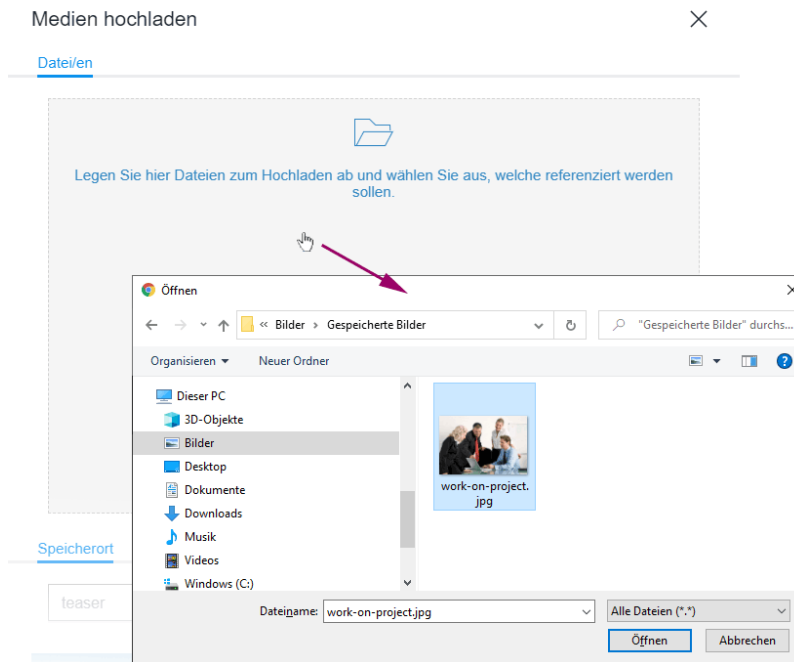 Medien hochladen
Datei/en
Legen Sie hier Dateien zum Hochladen ab und wählen Sie aus, welche referenziert werden
sollen.
Öffnen
« Bilder › Gespeicherte Bilder
"Gespeicherte Bilder" durchs...
Organisieren
Neuer Ordner
Dieser PC
3D-Objekte
Bilder
Desktop
Dokumente
Downloads
Musik
Videos
Windows (C:)
work-on-project.
jpg
Speicherort
teaser
Dateiname:
work-on-project.jpg
Alle Dateien (*.*)
Öffnen
Abbrechen